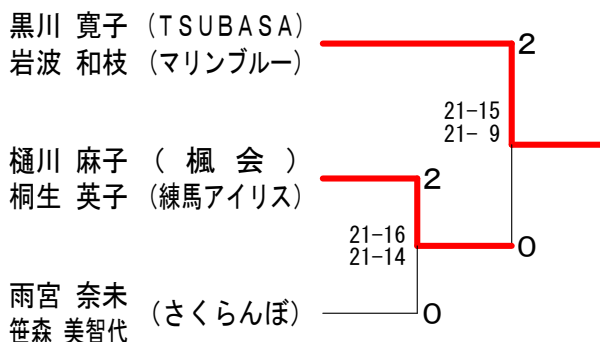 黒川 寛子 (TSUBASA)
岩波 和枝 (マリンブルー)
2
21-15
21- 9
樋川 麻子 ( 楓 会 )
桐生 英子 (練馬アイリス)
2
21-16
21-14
0
雨宮 奈未
笹森 美智代
(さくらんぼ)
0